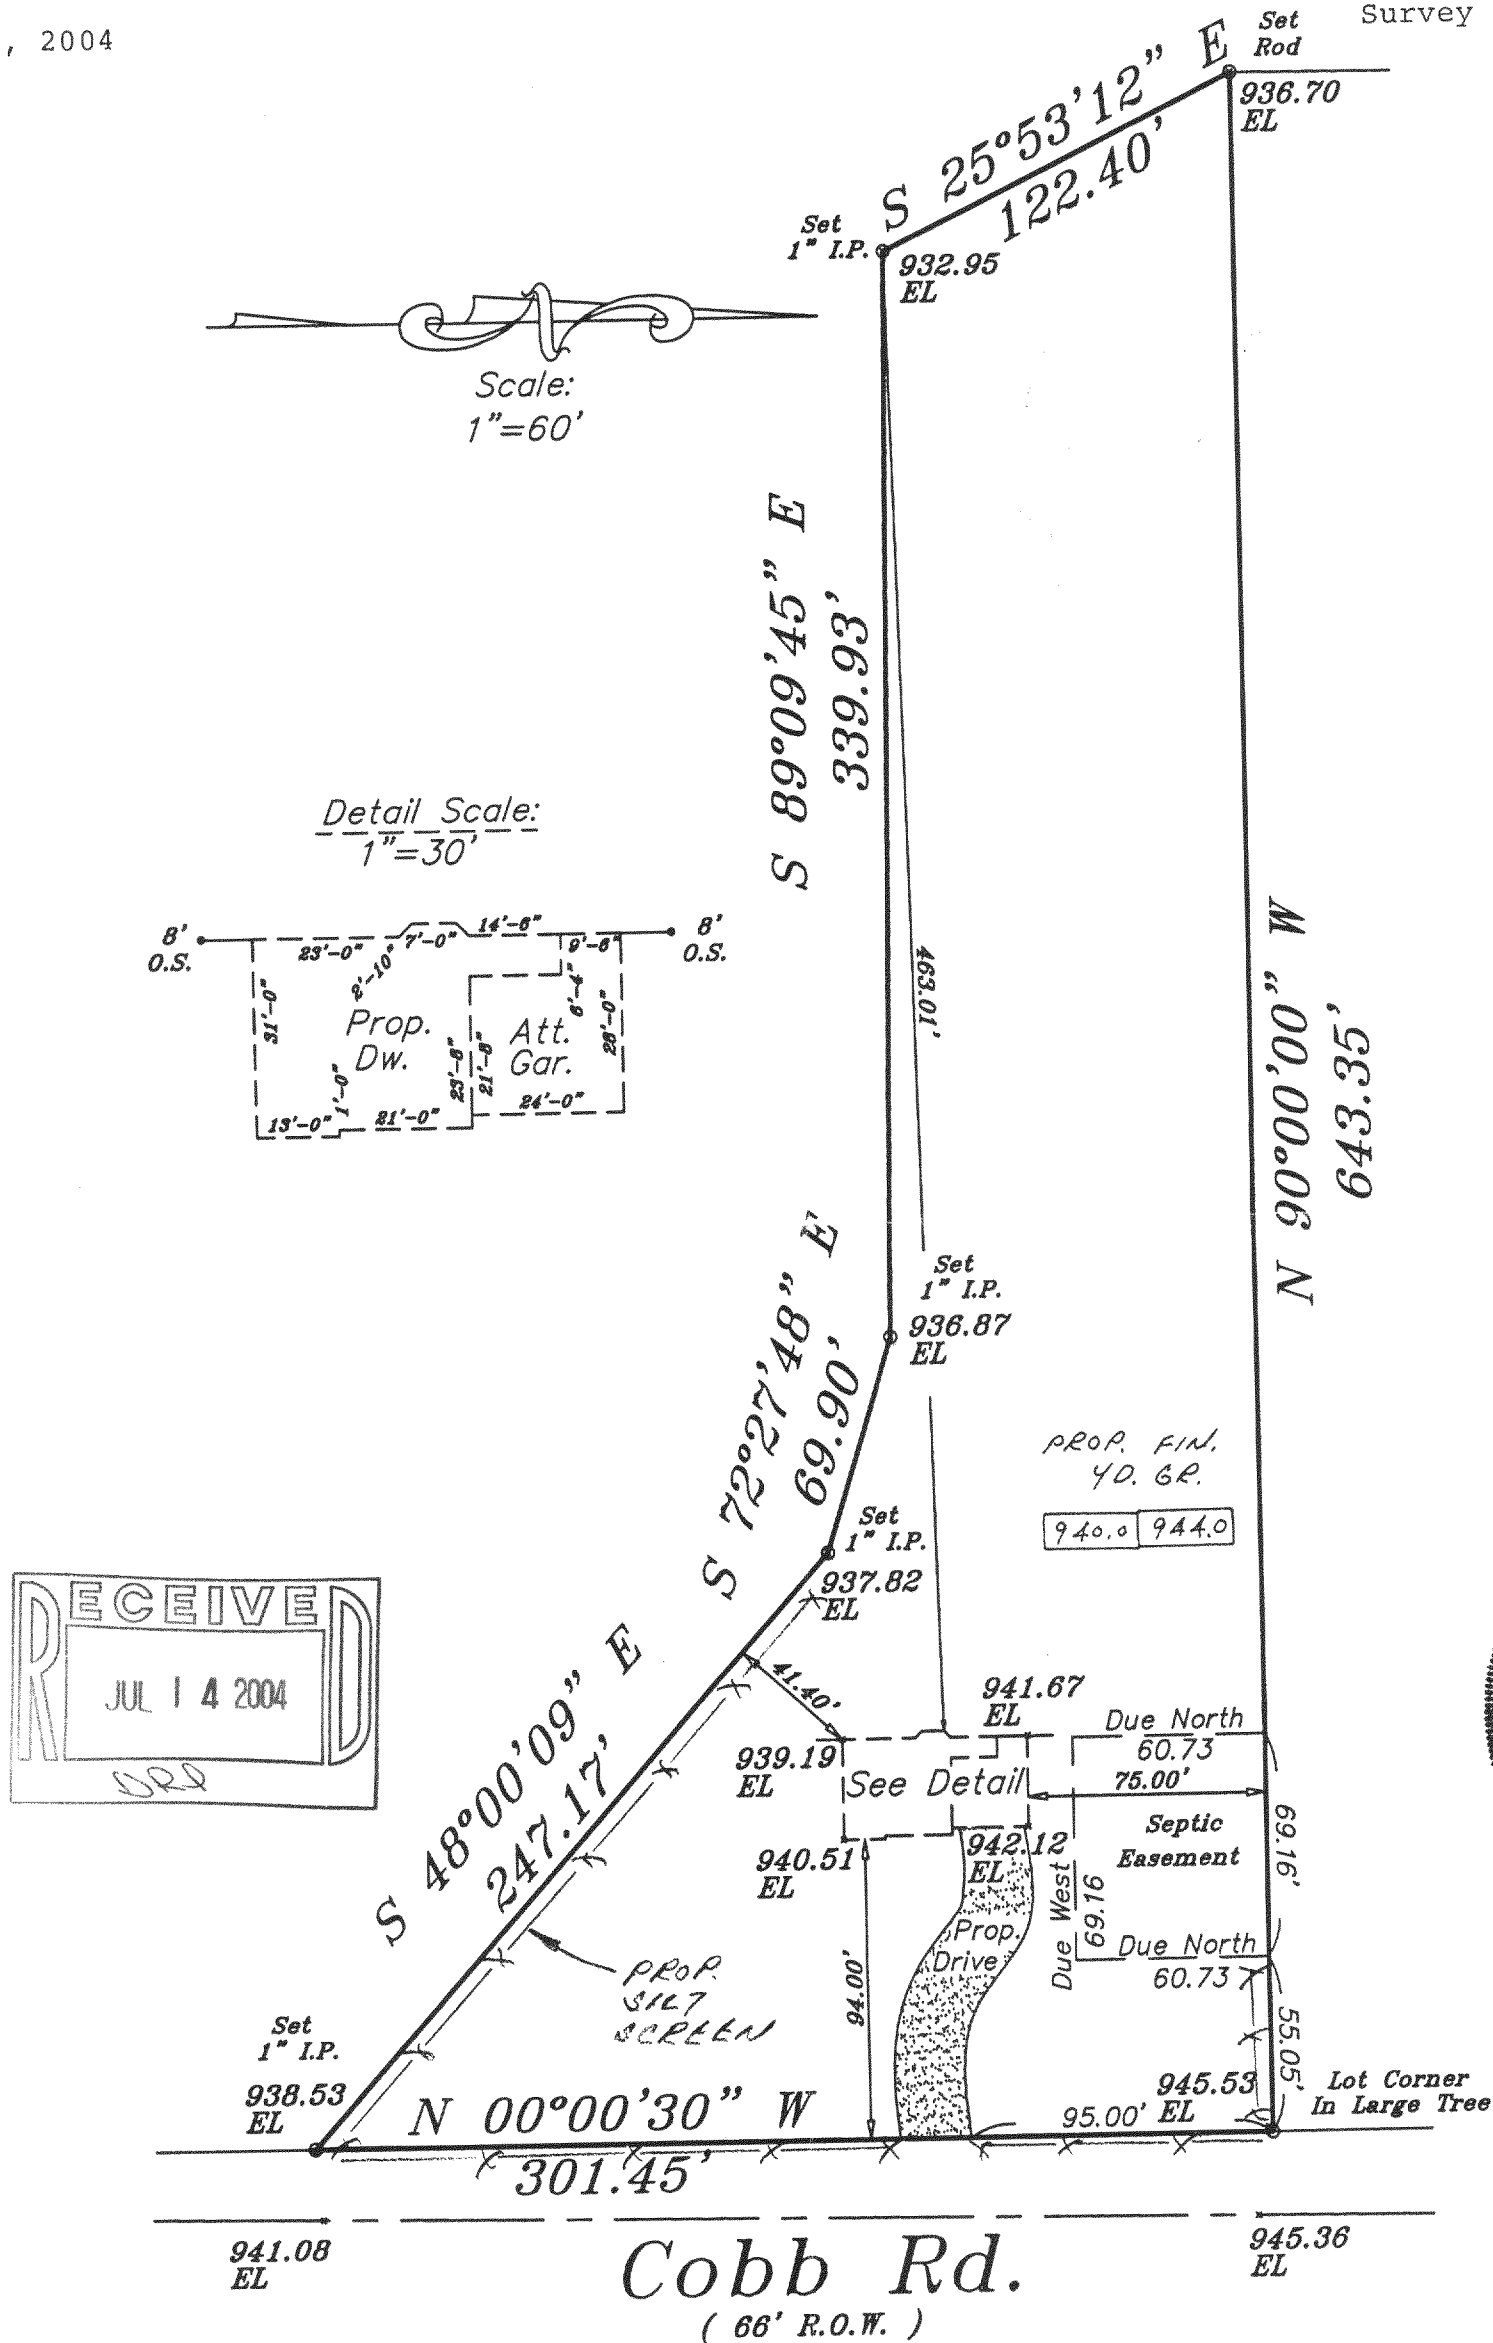 , 2004
Survey
Set
Rod
936.70
EL
S 25°53'12" E
122.40'
Set
1" I.P.
932.95
EL
Scale:
1"=60'
S 89°09'45" E
339.93'
463.01'
N 90°00'00" W
643.35'
Detail Scale:
1"=30'
8'
O.S.
23'-0"
7'-0"
14'-6"
9'-6"
8'
O.S.
2'-10"
31'-0"
Prop.
Dw.
6'-4"
28'-0"
Att.
Gar.
23'-8"
21'-8"
1'-0"
13'-0"
21'-0"
24'-0"
Set
1" I.P.
936.87
EL
S 72°27'48" E
69.90'
PROP. FIN.
YD. GR.
940.0 944.0
Set
1" I.P.
937.82
EL
RECEIVED
JUL 14 2004
S 48°00'09" E
247.17'
41.40'
941.67
EL
939.19
EL
See Detail
Due North
60.73
75.00'
69.16'
Septic
Easement
940.51
EL
942.12
EL
Due West
69.16
Prop.
Drive
Due North
60.73
94.00'
55.05'
PROP.
SILT
SCREEN
Set
1" I.P.
938.53
EL
N 00°00'30" W
301.45'
95.00'
945.53
EL
Lot Corner
In Large Tree
941.08
EL
945.36
EL
Cobb Rd.
( 66' R.O.W. )